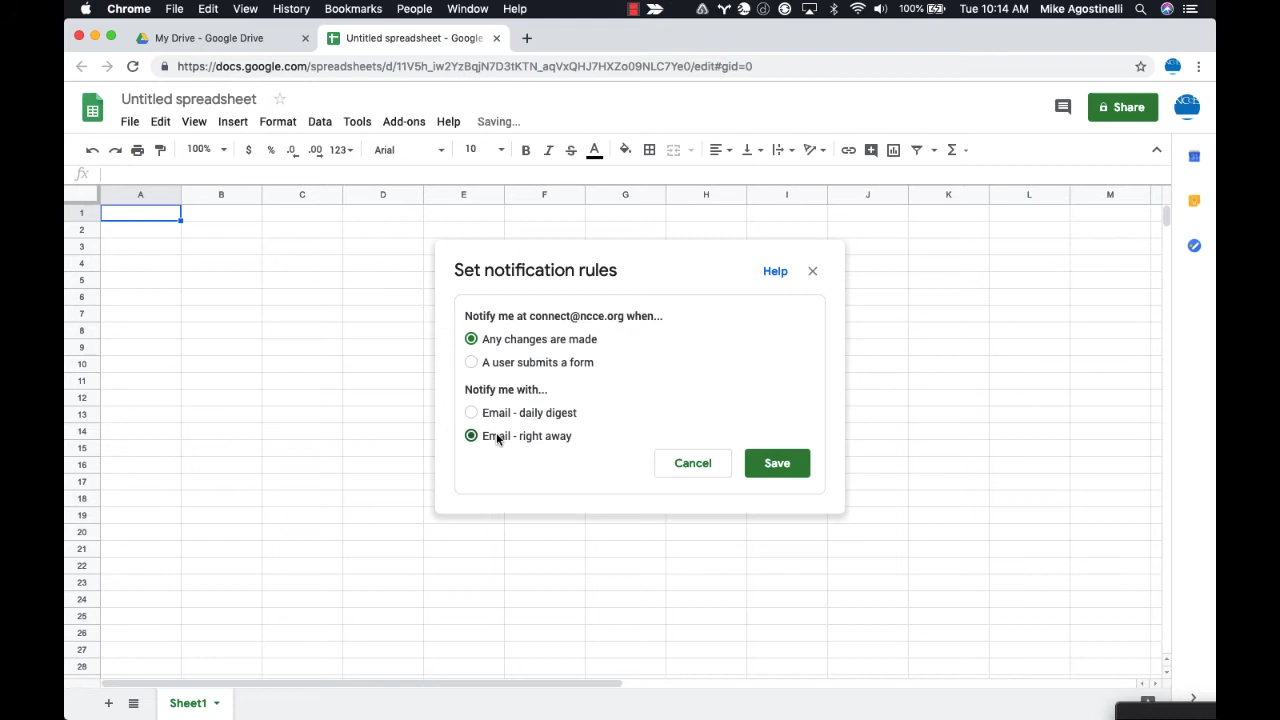 Chrome File Edit View History Bookmarks People Window Help 100% Tue 10:14 AM Mike Agostinelli
My Drive - Google Drive Untitled spreadsheet - Google
https://docs.google.com/spreadsheets/d/11V5h_iw2YzBqjN7D3tKTN_aqVxQHJ7HXZo09NLC7Ye0/edit#gid=0
Untitled spreadsheet
Share
NCCE
File Edit View Insert Format Data Tools Add-ons Help Saving...
100% $ % .0 .00 123 Arial 10 B I S A
fx
A B C D E F G H I J K L M
1
2
3
4
5
6
7
8
9
10
11
12
13
14
15
16
17
18
19
20
21
22
23
24
25
26
27
28
Set notification rules Help
Notify me at connect@ncce.org when...
Any changes are made
A user submits a form
Notify me with...
Email - daily digest
Email - right away
Cancel Save
Sheet1